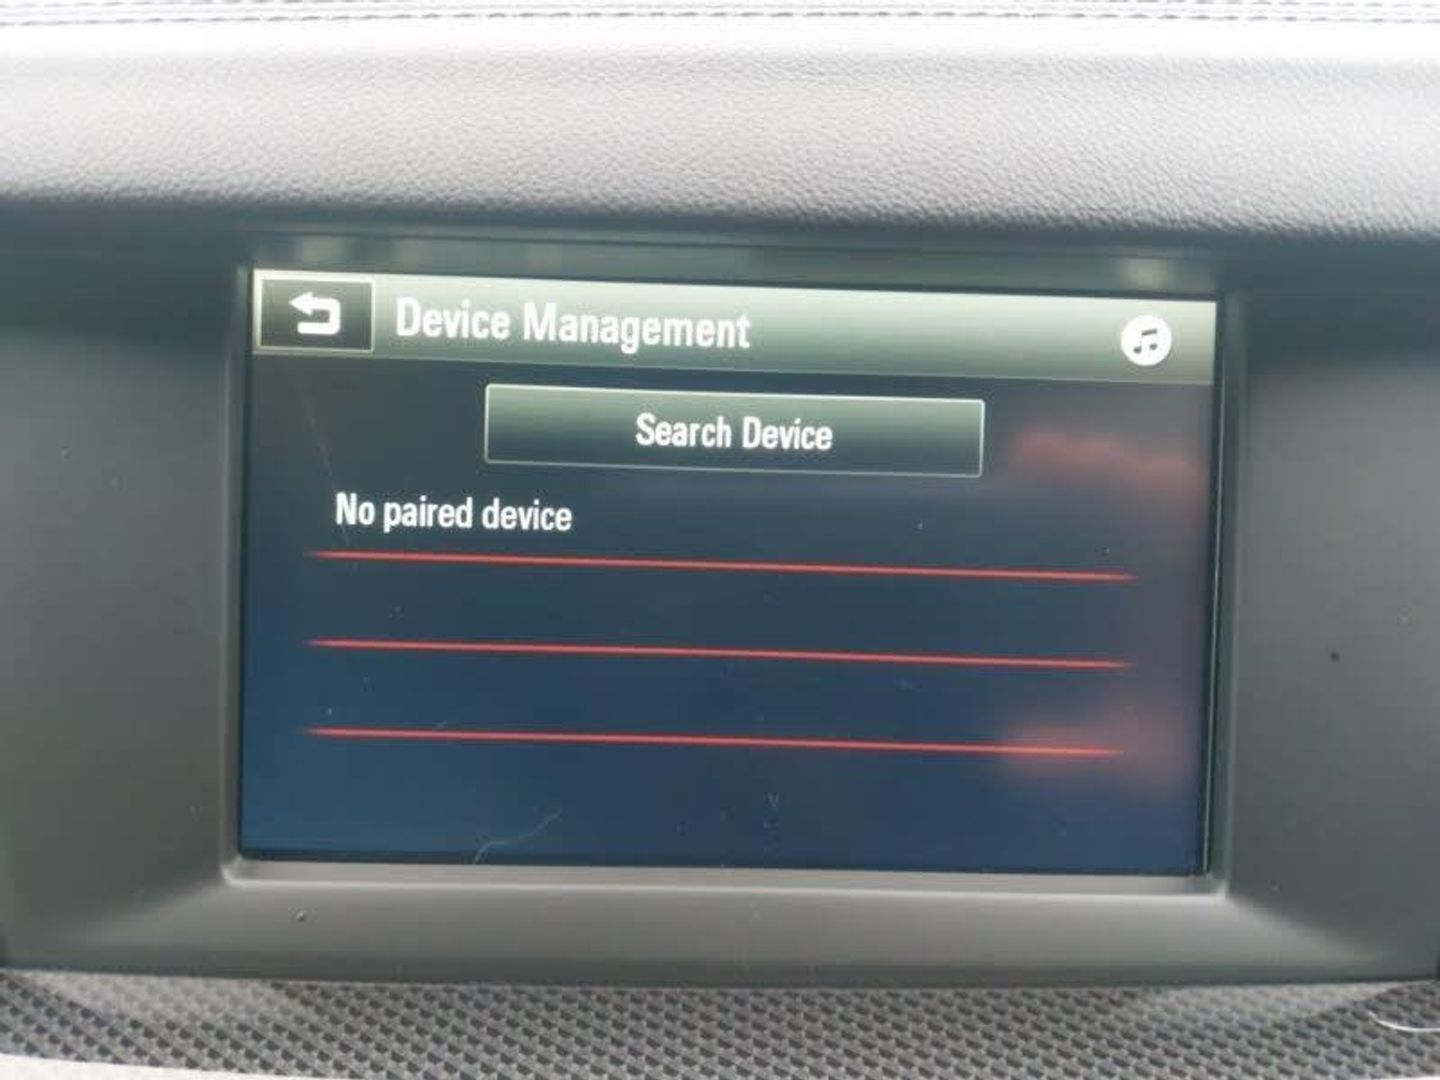 Device Management
Search Device
No paired device